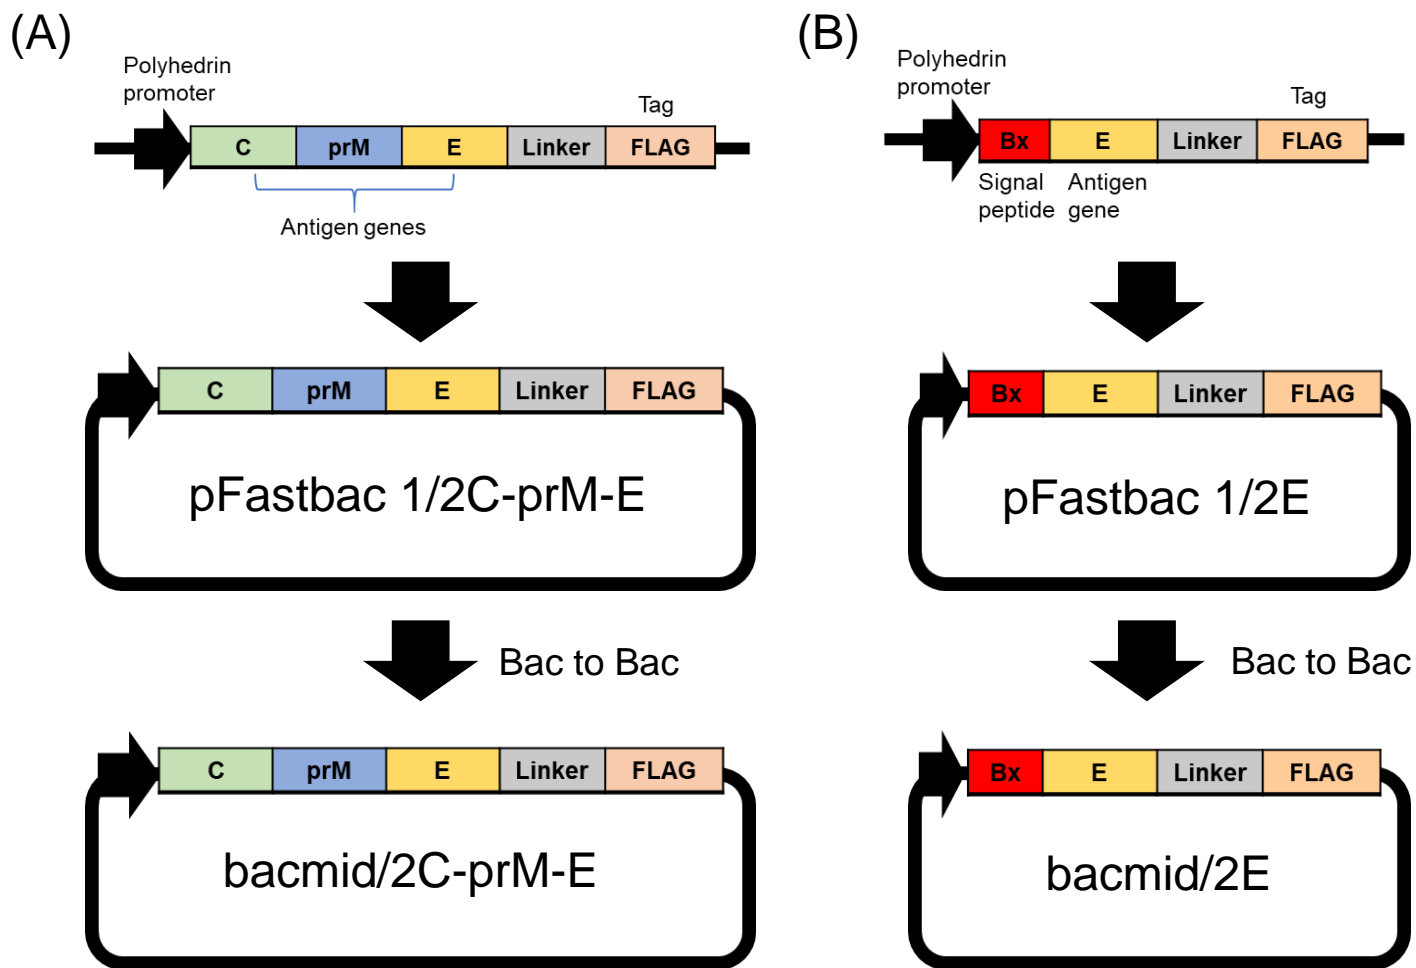 (A)
Polyhedrin
promoter
Tag
C prM E Linker FLAG
Antigen genes
C prM E Linker FLAG
pFastbac 1/2C-prM-E
Bac to Bac
C prM E Linker FLAG
bacmid/2C-prM-E
(B)
Polyhedrin
promoter
Tag
Bx E Linker FLAG
Signal
peptide
Antigen
gene
Bx E Linker FLAG
pFastbac 1/2E
Bac to Bac
Bx E Linker FLAG
bacmid/2E